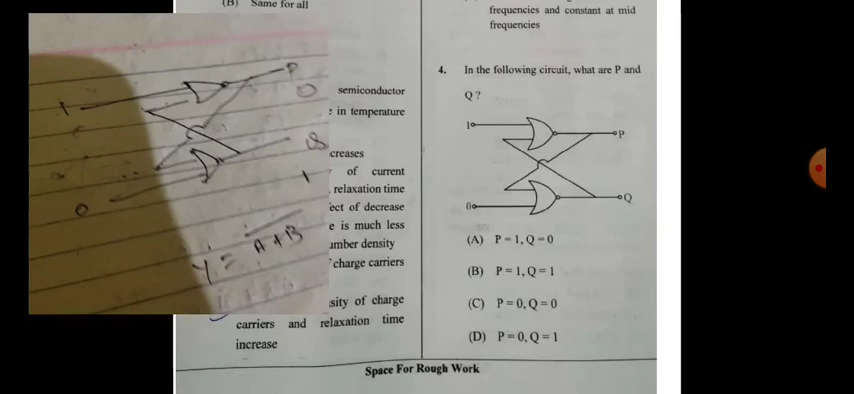 (B) Same for all
semiconductor
e in temperature
creases
of current
relaxation time
fect of decrease
e is much less
umber density
charge carriers
sity of charge
carriers and relaxation time
increase
1
P
0
Q
1
0
Y = A + B
frequencies and constant at mid
frequencies
4. In the following circuit, what are P and
Q ?
1
P
0
Q
(A) P = 1, Q = 0
(B) P = 1, Q = 1
(C) P = 0, Q = 0
(D) P = 0, Q = 1
Space For Rough Work